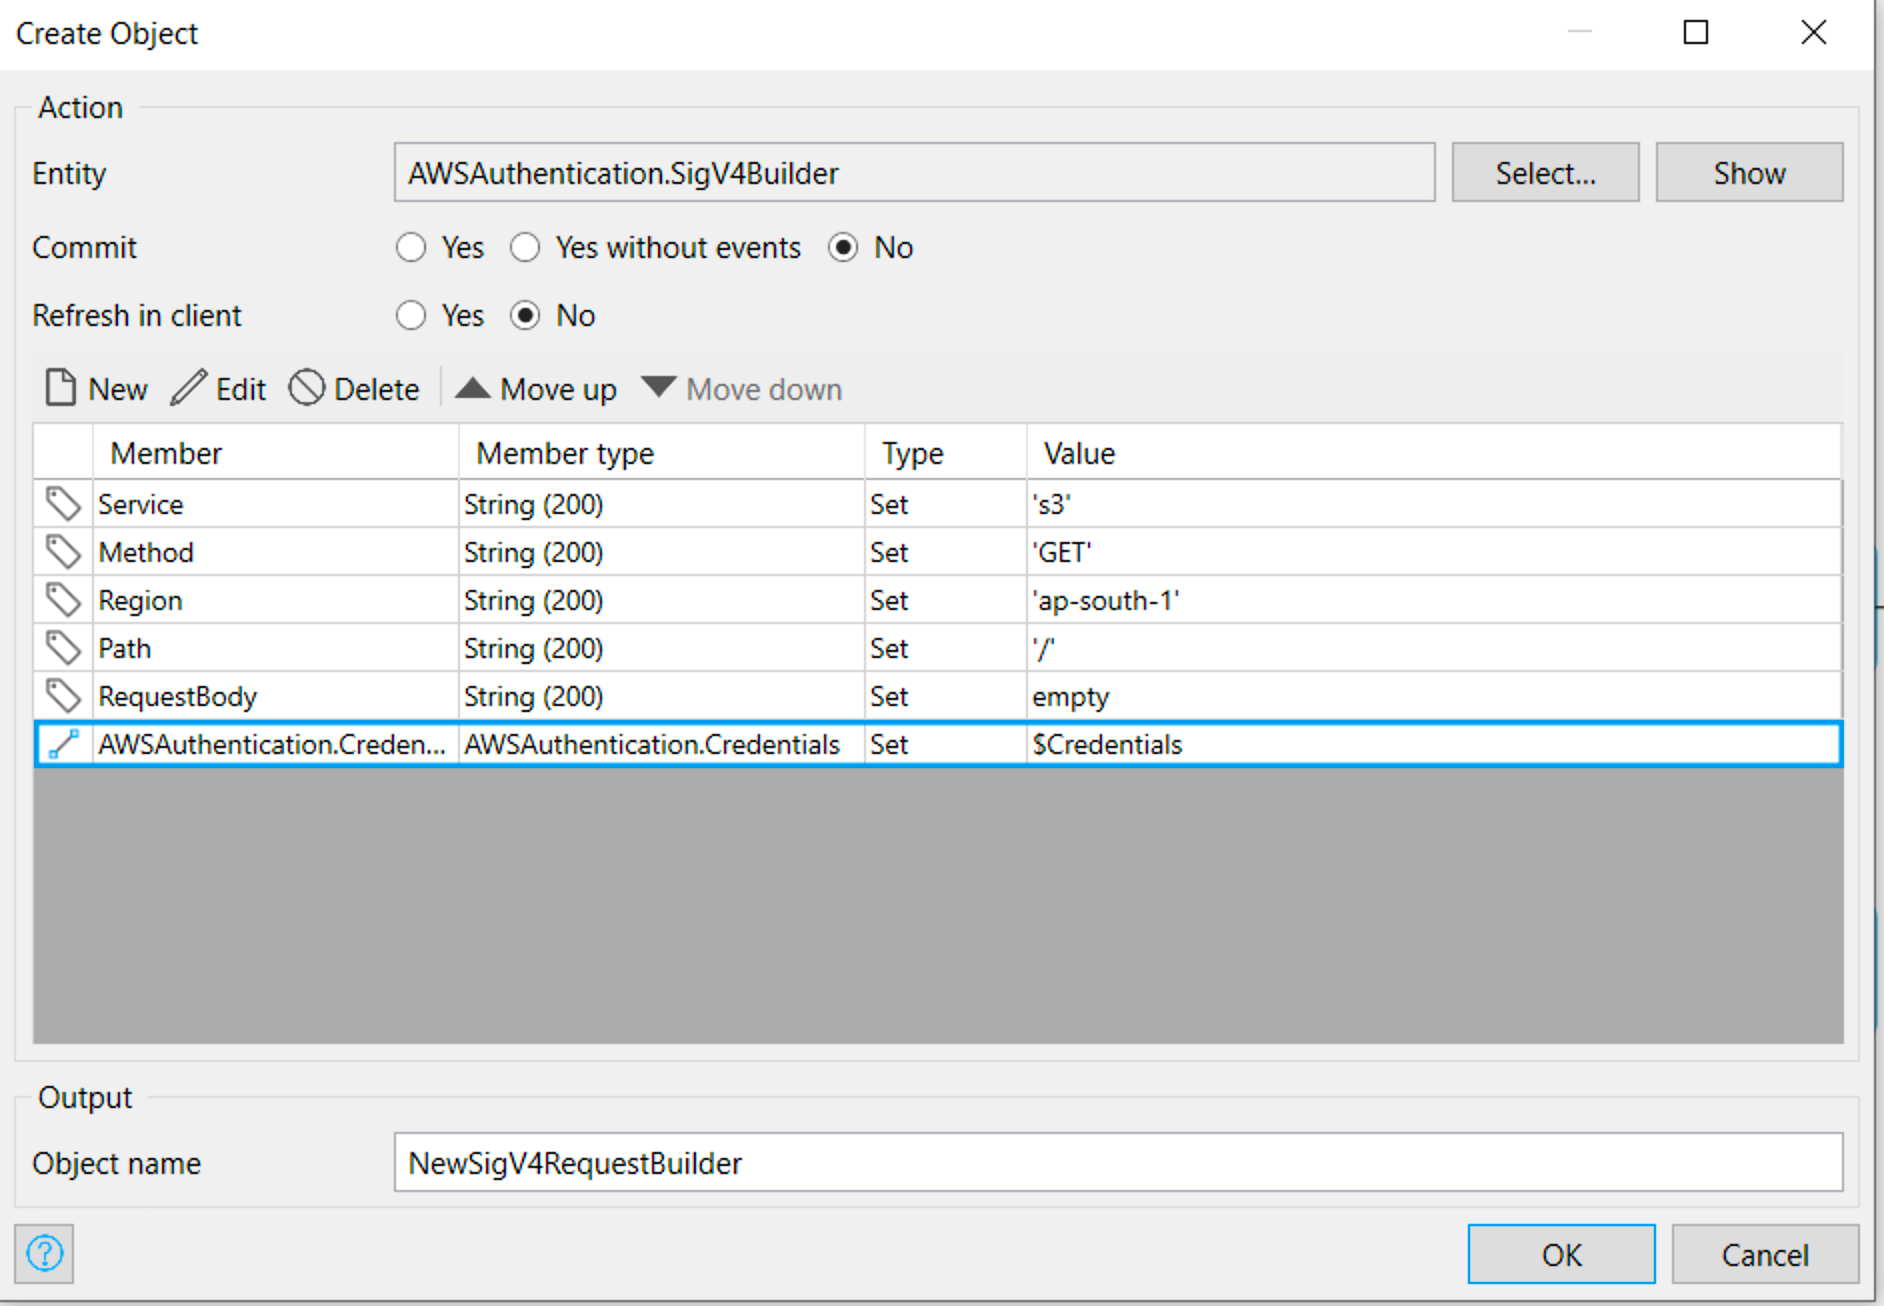 Create Object
Action
Entity AWSAuthentication.SigV4Builder Select... Show
Commit Yes Yes without events No
Refresh in client Yes No
New Edit Delete Move up Move down
Member Member type Type Value
Service String (200) Set 's3'
Method String (200) Set 'GET'
Region String (200) Set 'ap-south-1'
Path String (200) Set '/'
RequestBody String (200) Set empty
AWSAuthentication.Creden... AWSAuthentication.Credentials Set $Credentials
Output
Object name NewSigV4RequestBuilder
? OK Cancel